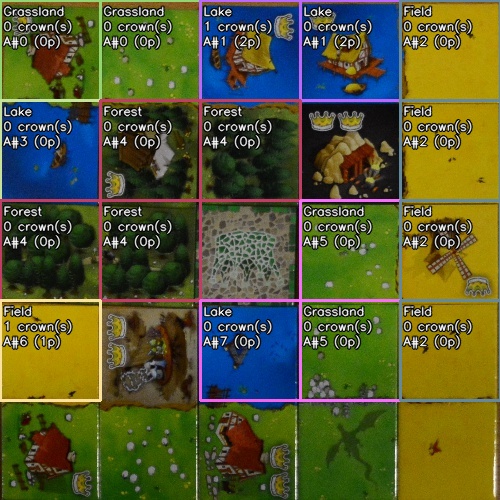 Grassland
0 crown(s)
A#0 (0p)
Grassland
0 crown(s)
A#0 (0p)
Lake
1 crown(s)
A#1 (2p)
Lake
0 crown(s)
A#1 (2p)
Field
0 crown(s)
A#2 (0p)
Lake
0 crown(s)
A#3 (0p)
Forest
0 crown(s)
A#4 (0p)
Forest
0 crown(s)
A#4 (0p)
Field
0 crown(s)
A#2 (0p)
Forest
0 crown(s)
A#4 (0p)
Forest
0 crown(s)
A#4 (0p)
Grassland
0 crown(s)
A#5 (0p)
Field
0 crown(s)
A#2 (0p)
Field
1 crown(s)
A#6 (1p)
Lake
0 crown(s)
A#7 (0p)
Grassland
0 crown(s)
A#5 (0p)
Field
0 crown(s)
A#2 (0p)